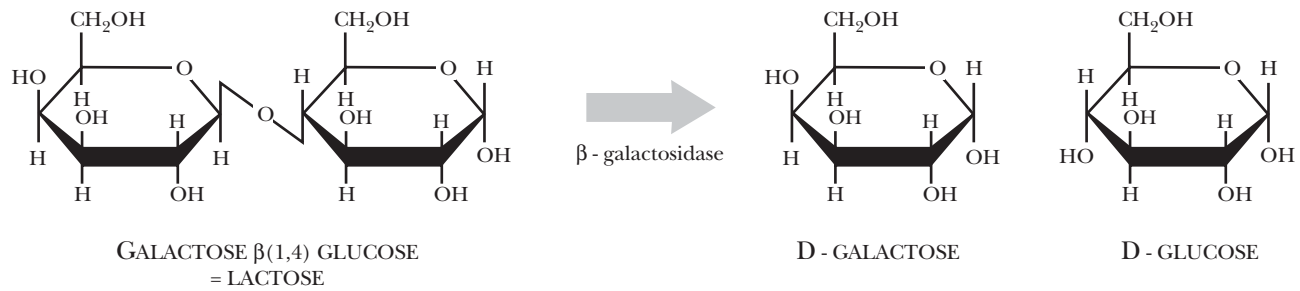 CH₂OH CH₂OH CH₂OH CH₂OH
HO O H O H HO O H H O H
H H H H
OH H O OH H OH H OH H
H H OH H OH HO OH
H OH H OH H OH H OH
β - galactosidase
GALACTOSE β(1,4) GLUCOSE
= LACTOSE
D - GALACTOSE
D - GLUCOSE